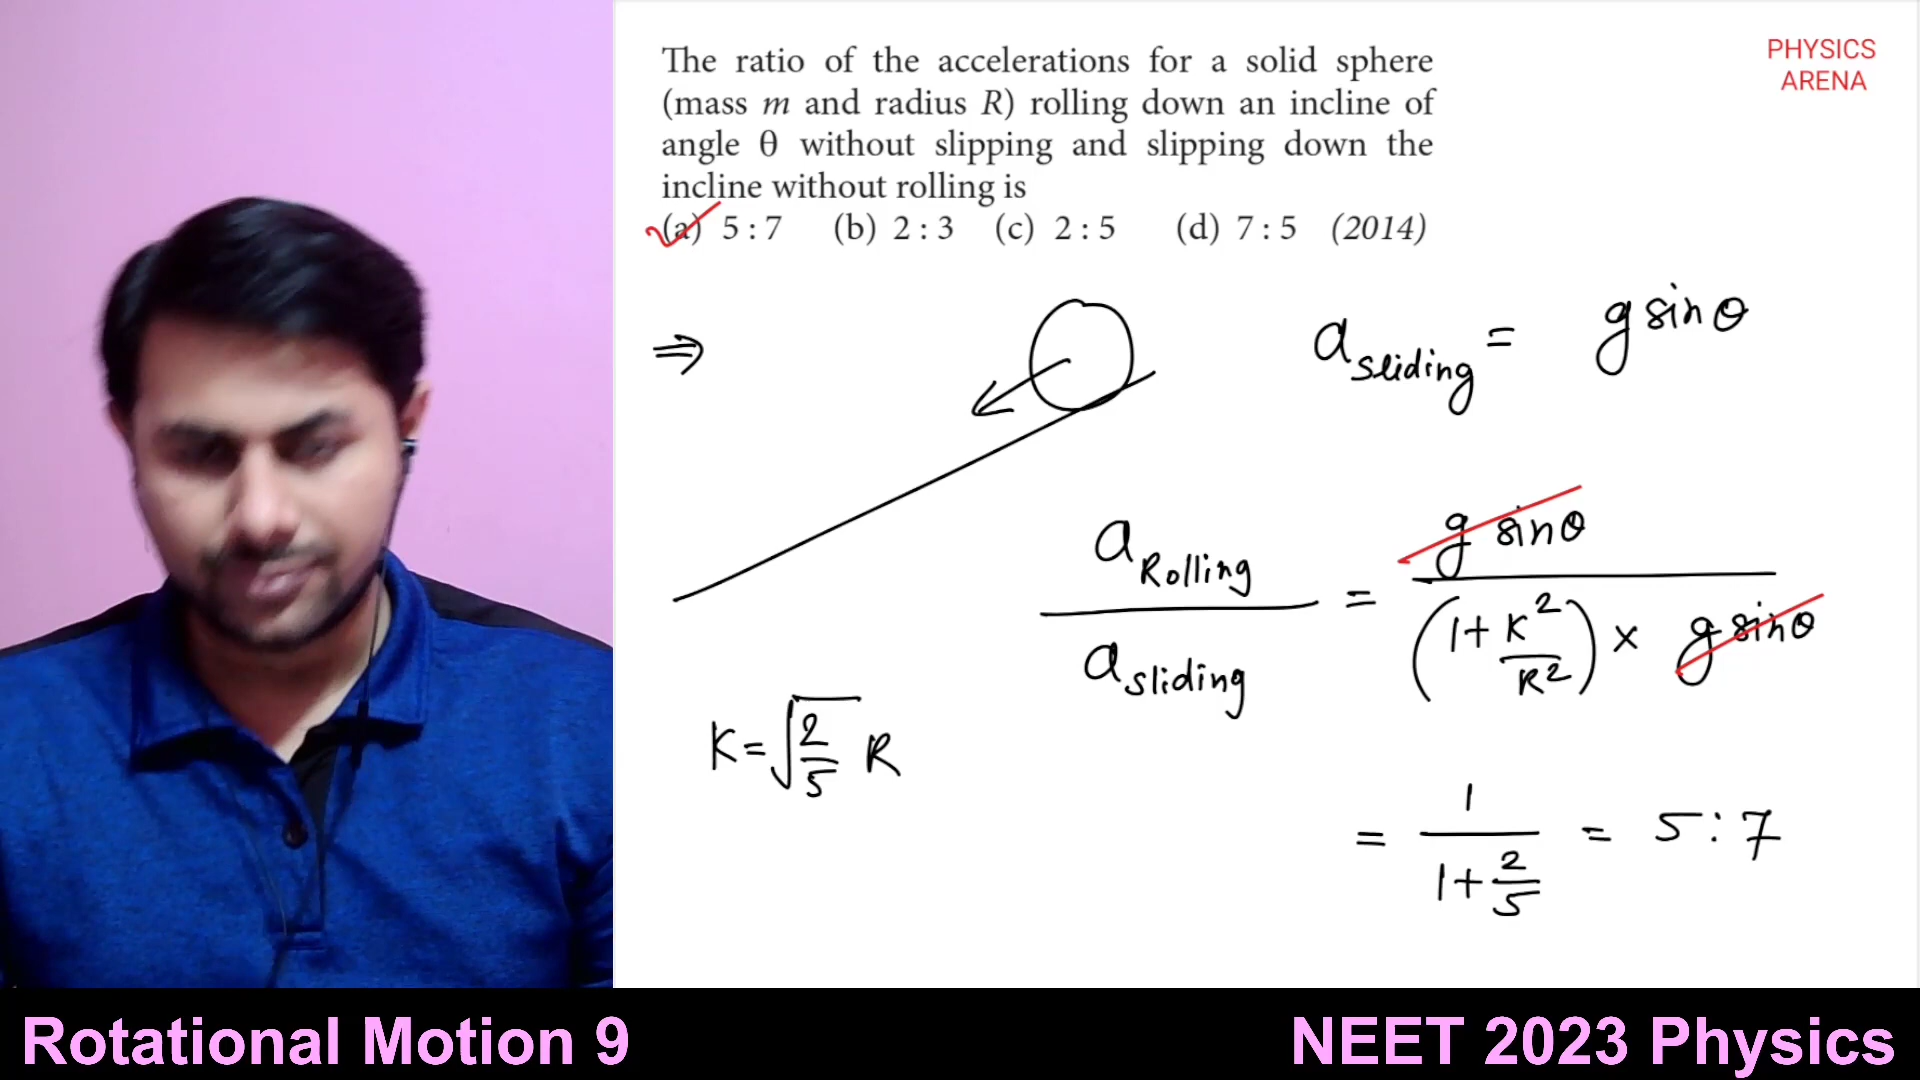 The ratio of the accelerations for a solid sphere
(mass m and radius R) rolling down an incline of
angle θ without slipping and slipping down the
incline without rolling is
(a) 5 : 7 (b) 2 : 3 (c) 2 : 5 (d) 7 : 5 (2014)
PHYSICS
ARENA
⇒
a sliding = g sinθ
a Rolling / a sliding = g sinθ / (1 + K²/R²) × g sinθ
K = √(2/5) R
= 1 / (1 + 2/5) = 5 : 7
Rotational Motion 9
NEET 2023 Physics